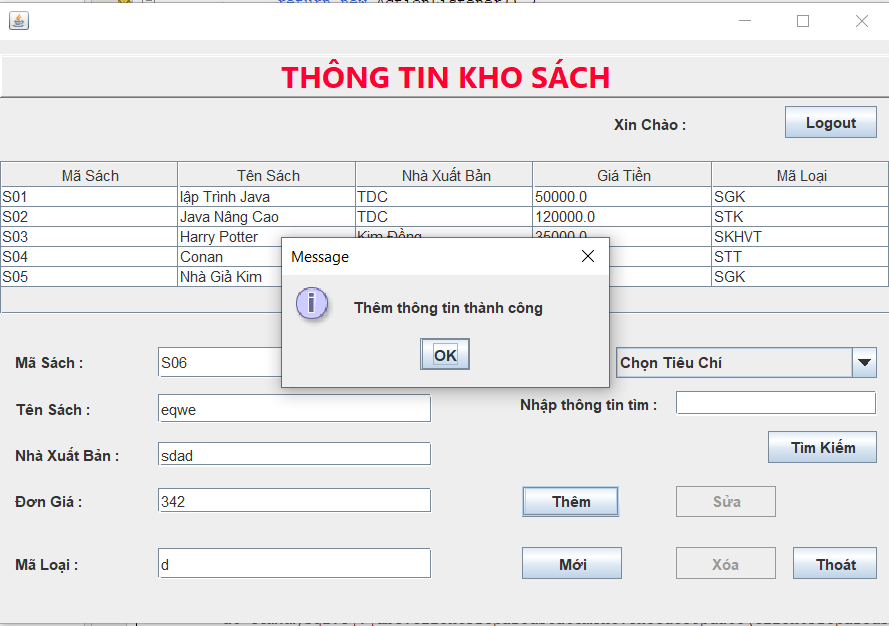 THÔNG TIN KHO SÁCH
Xin Chào :
Logout
Mã Sách Tên Sách Nhà Xuất Bản Giá Tiền Mã Loại
S01 lập Trình Java TDC 50000.0 SGK
S02 Java Nâng Cao TDC 120000.0 STK
S03 Harry Potter Kim Đồng 35000.0 SKHVT
S04 Conan STT
S05 Nhà Giả Kim SGK
Message
i
Thêm thông tin thành công
OK
Mã Sách : S06
Chọn Tiêu Chí
Tên Sách : eqwe
Nhập thông tin tìm :
Nhà Xuất Bản : sdad
Tìm Kiếm
Đơn Giá : 342
Thêm
Sửa
Mã Loại : d
Mới
Xóa
Thoát